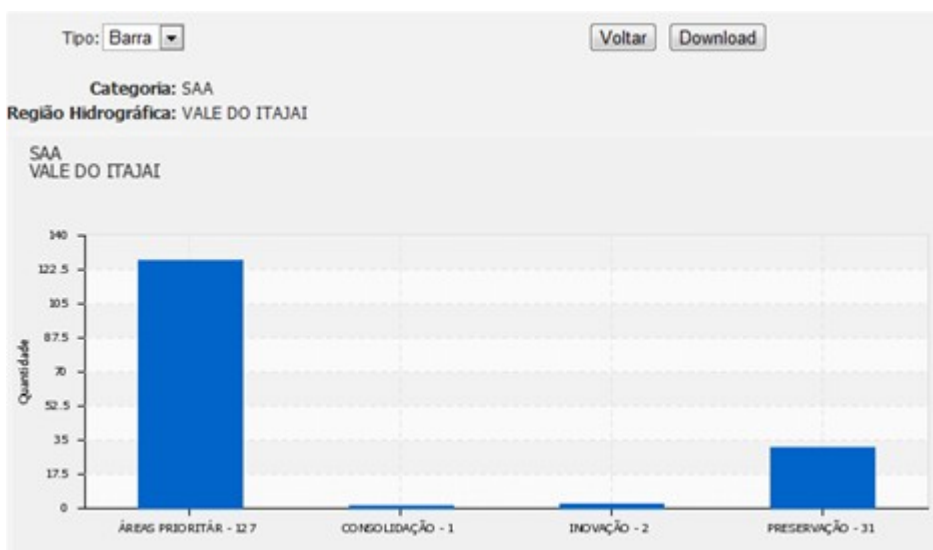 Tipo: Barra
Voltar Download
Categoria: SAA
Região Hidrográfica: VALE DO ITAJAI
SAA
VALE DO ITAJAI
140
122.5
105
87.5
70
52.5
35
17.5
0
Quantidade
ÁREAS PRIORITÁR - 127 CONSOLIDAÇÃO - 1 INOVAÇÃO - 2 PRESERVAÇÃO - 31